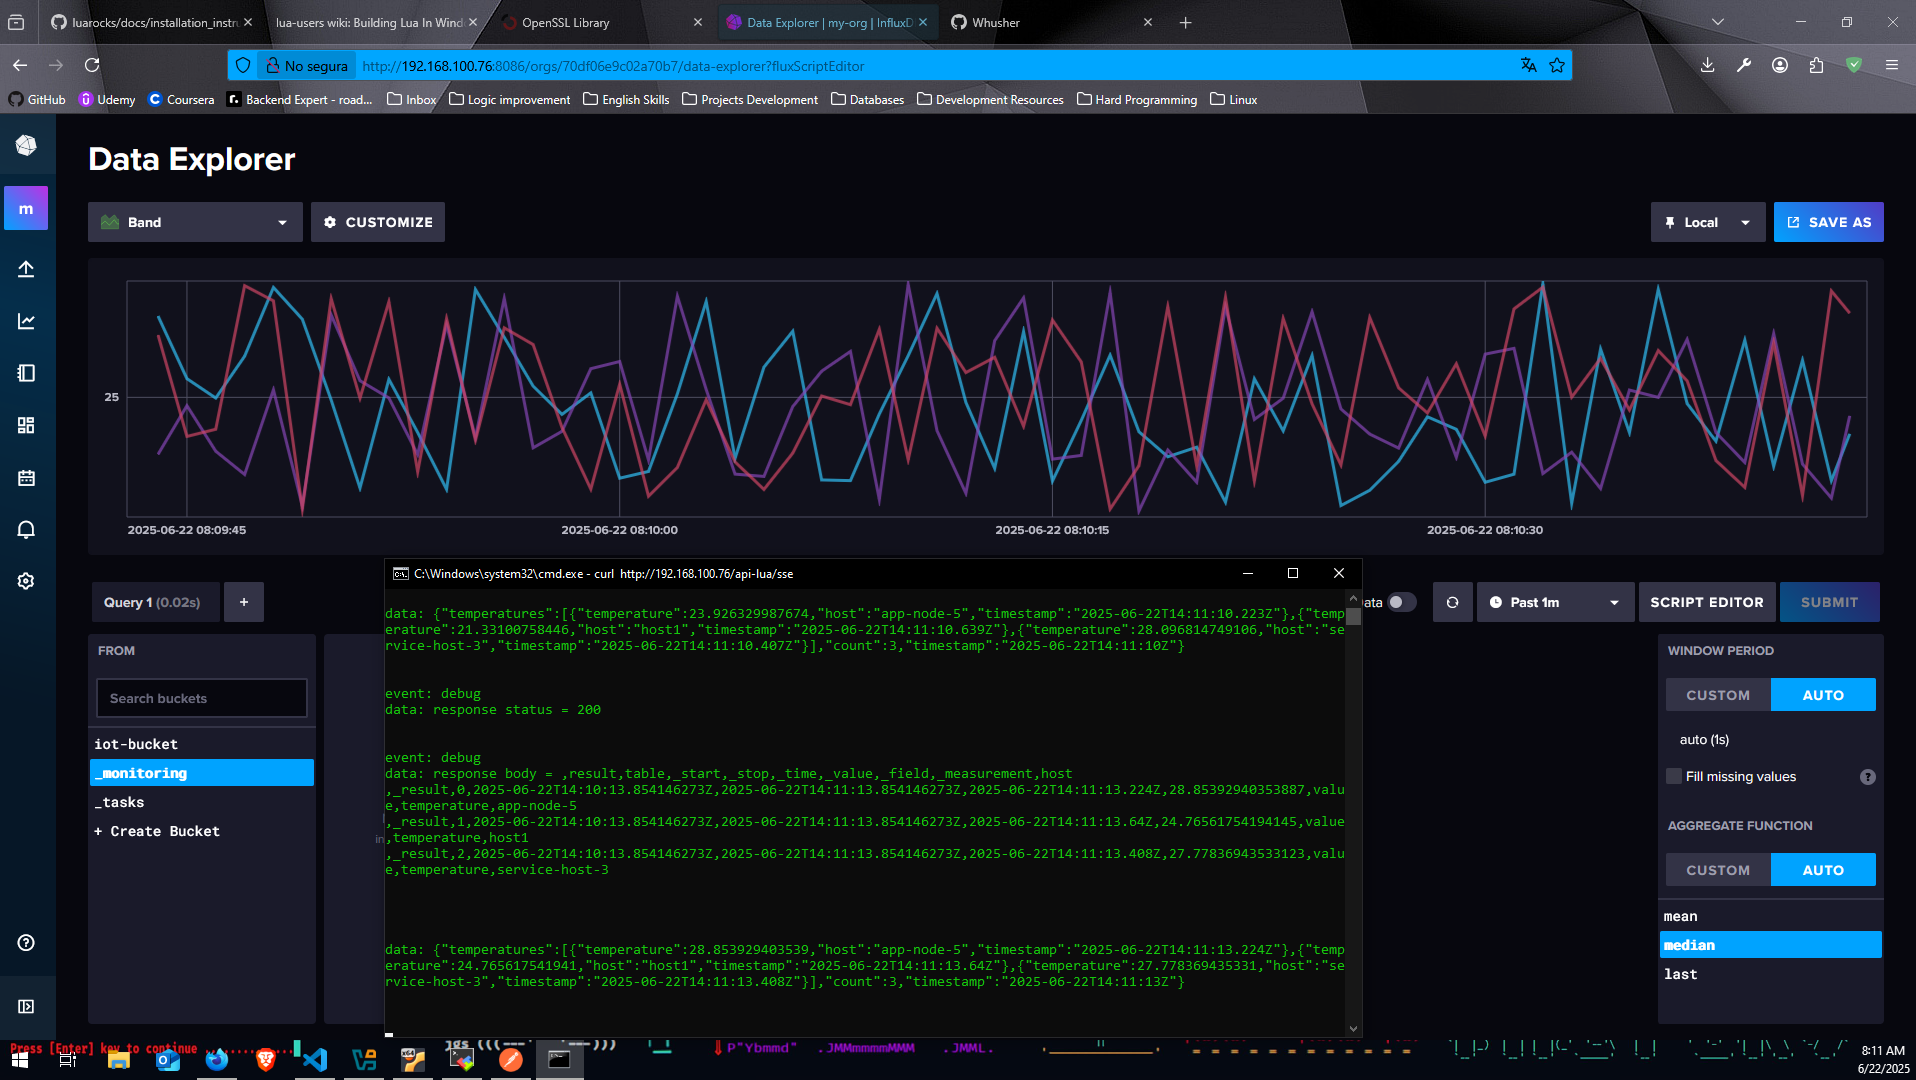 luarocks/docs/installation_instru
lua-users wiki: Building Lua In Wind
OpenSSL Library
Data Explorer | my-org | InfluxD
Whusher
No segura
http://192.168.100.76:8086/orgs/70df06e9c02a70b7/data-explorer?fluxScriptEditor
GitHub
Udemy
Coursera
Backend Expert - road...
Inbox
Logic improvement
English Skills
Projects Development
Databases
Development Resources
Hard Programming
Linux
m
Data Explorer
Band
CUSTOMIZE
Local
SAVE AS
25
2025-06-22 08:09:45
2025-06-22 08:10:00
2025-06-22 08:10:15
2025-06-22 08:10:30
Query 1 (0.02s)
+
ata
Past 1m
SCRIPT EDITOR
SUBMIT
FROM
Search buckets
iot-bucket
_monitoring
_tasks
+ Create Bucket
C:\Windows\system32\cmd.exe - curl http://192.168.100.76/api-lua/sse
data: {"temperatures":[{"temperature":23.926329987674,"host":"app-node-5","timestamp":"2025-06-22T14:11:10.223Z"},{"temp
erature":21.33100758446,"host":"host1","timestamp":"2025-06-22T14:11:10.639Z"},{"temperature":28.096814749106,"host":"se
rvice-host-3","timestamp":"2025-06-22T14:11:10.407Z"}],"count":3,"timestamp":"2025-06-22T14:11:10Z"}
event: debug
data: response status = 200
event: debug
data: response body = ,result,table,_start,_stop,_time,_value,_field,_measurement,host
,_result,0,2025-06-22T14:10:13.854146273Z,2025-06-22T14:11:13.854146273Z,2025-06-22T14:11:13.224Z,28.85392940353887,valu
e,temperature,app-node-5
,_result,1,2025-06-22T14:10:13.854146273Z,2025-06-22T14:11:13.854146273Z,2025-06-22T14:11:13.64Z,24.76561754194145,value
,temperature,host1
,_result,2,2025-06-22T14:10:13.854146273Z,2025-06-22T14:11:13.854146273Z,2025-06-22T14:11:13.408Z,27.77836943533123,valu
e,temperature,service-host-3
data: {"temperatures":[{"temperature":28.853929403539,"host":"app-node-5","timestamp":"2025-06-22T14:11:13.224Z"},{"temp
erature":24.765617541941,"host":"host1","timestamp":"2025-06-22T14:11:13.64Z"},{"temperature":27.778369435331,"host":"se
rvice-host-3","timestamp":"2025-06-22T14:11:13.408Z"}],"count":3,"timestamp":"2025-06-22T14:11:13Z"}
WINDOW PERIOD
CUSTOM
AUTO
auto (1s)
Fill missing values
?
AGGREGATE FUNCTION
CUSTOM
AUTO
mean
median
last
Press [Enter] key to continue
8:11 AM
6/22/2025